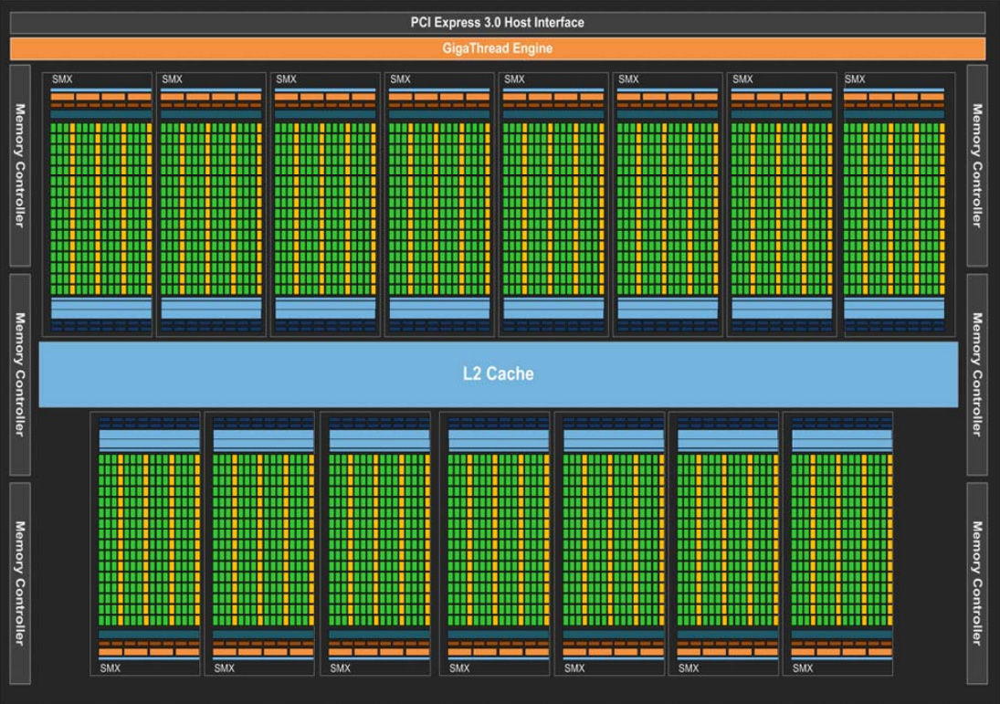 PCI Express 3.0 Host Interface
GigaThread Engine
SMX SMX SMX SMX SMX SMX SMX SMX
Memory Controller
Memory Controller
L2 Cache
Memory Controller
Memory Controller
Memory Controller
Memory Controller
SMX SMX SMX SMX SMX SMX SMX